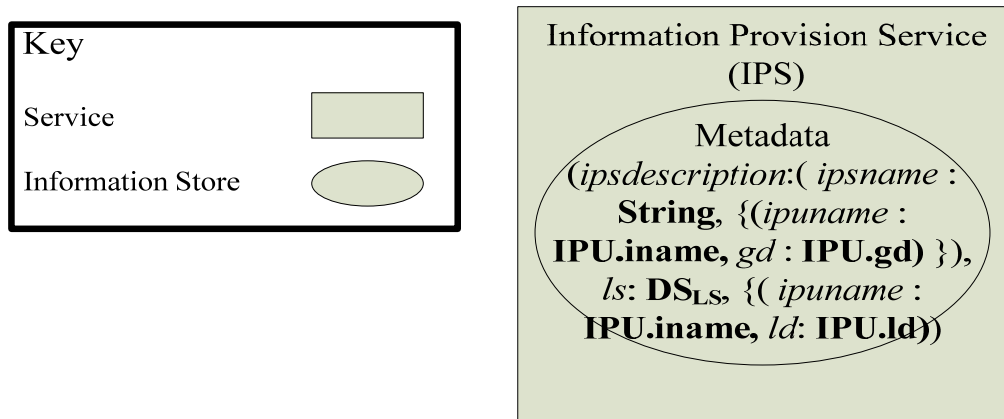 Key
Service
Information Store
Information Provision Service
(IPS)
Metadata
(ipsdescription:( ipsname :
String, {(ipuname :
IPU.iname, gd : IPU.gd) }),
ls: DSLS, {( ipuname :
IPU.iname, ld: IPU.ld))